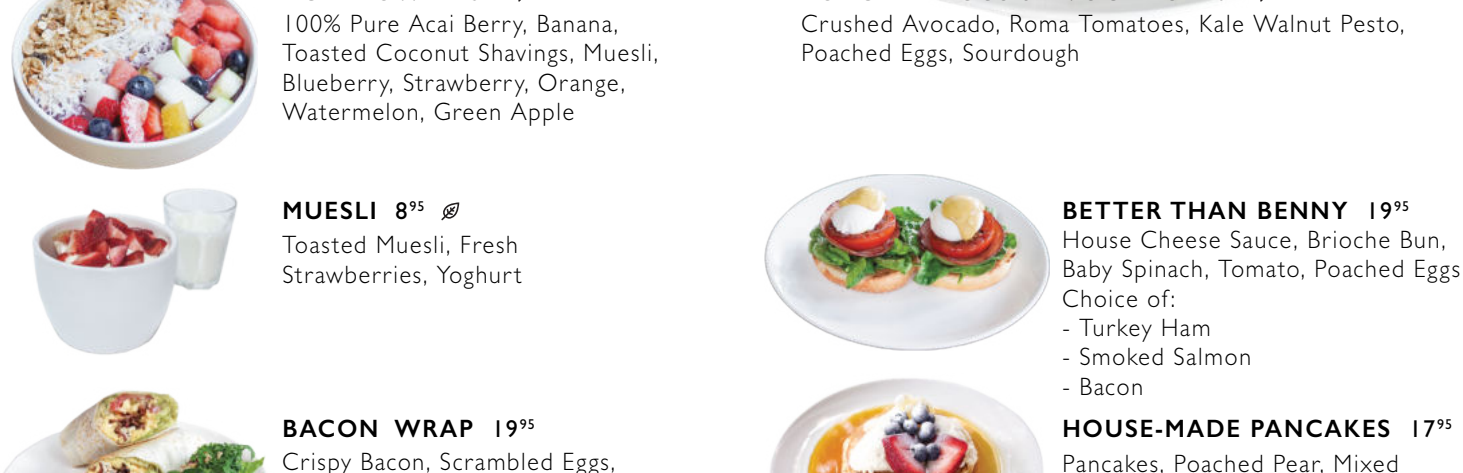 100% Pure Acai Berry, Banana,
Toasted Coconut Shavings, Muesli,
Blueberry, Strawberry, Orange,
Watermelon, Green Apple
MUESLI 8⁹⁵
Toasted Muesli, Fresh
Strawberries, Yoghurt
BACON WRAP 19⁹⁵
Crispy Bacon, Scrambled Eggs,
Crushed Avocado, Roma Tomatoes, Kale Walnut Pesto,
Poached Eggs, Sourdough
BETTER THAN BENNY 19⁹⁵
House Cheese Sauce, Brioche Bun,
Baby Spinach, Tomato, Poached Eggs
Choice of:
- Turkey Ham
- Smoked Salmon
- Bacon
HOUSE-MADE PANCAKES 17⁹⁵
Pancakes, Poached Pear, Mixed